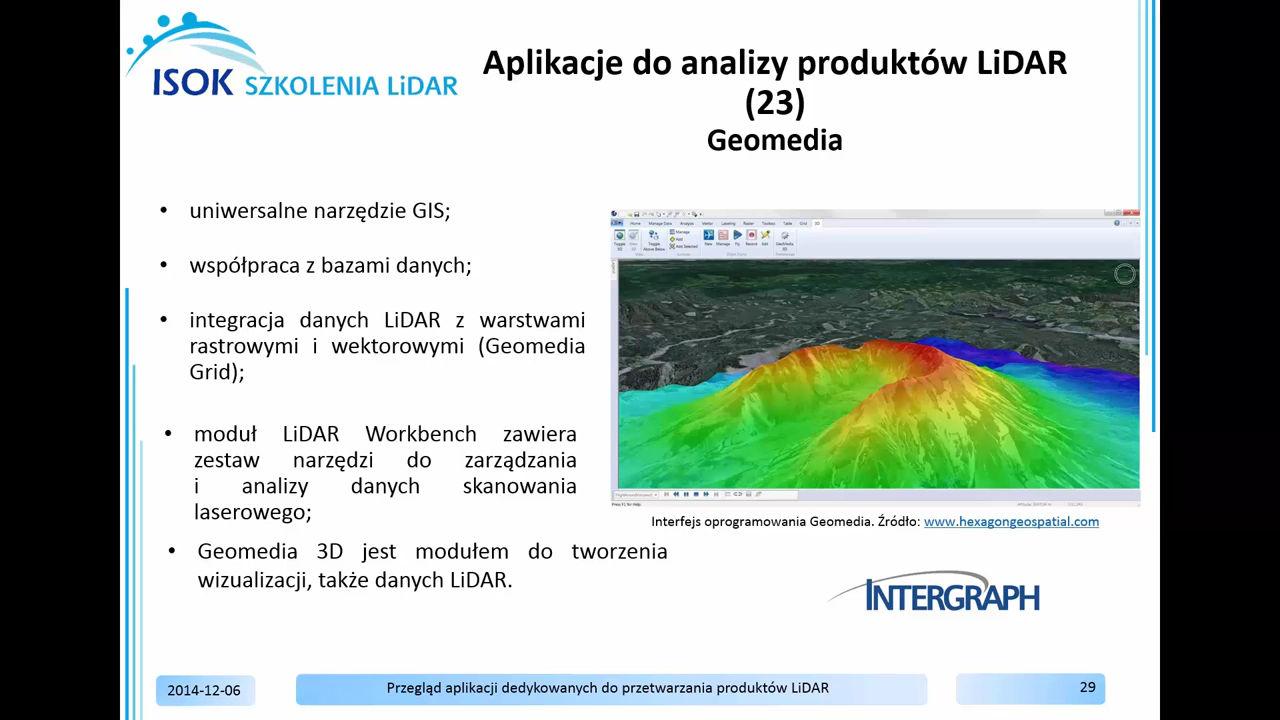 ISOK SZKOLENIA LiDAR
Aplikacje do analizy produktów LiDAR
(23)
Geomedia
• uniwersalne narzędzie GIS;
• współpraca z bazami danych;
• integracja danych LiDAR z warstwami
rastrowymi i wektorowymi (Geomedia
Grid);
• moduł LiDAR Workbench zawiera
zestaw narzędzi do zarządzania
i analizy danych skanowania
laserowego;
• Geomedia 3D jest modułem do tworzenia
wizualizacji, także danych LiDAR.
Interfejs oprogramowania Geomedia. Źródło: www.hexagongeospatial.com
INTERGRAPH
2014-12-06
Przegląd aplikacji dedykowanych do przetwarzania produktów LiDAR
29